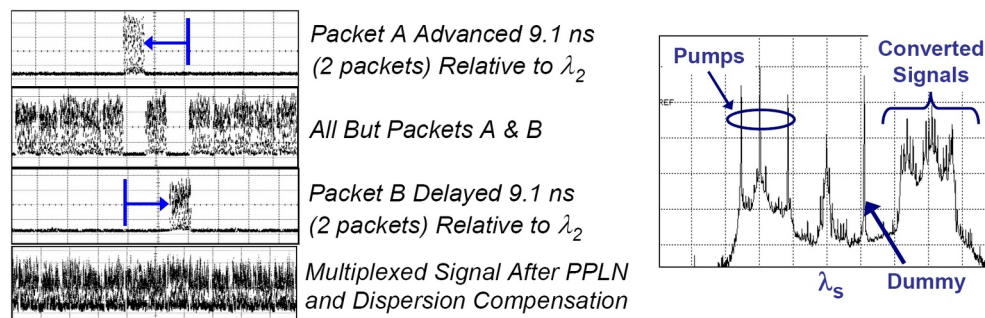 Packet A Advanced 9.1 ns
(2 packets) Relative to λ2
All But Packets A & B
Packet B Delayed 9.1 ns
(2 packets) Relative to λ2
Multiplexed Signal After PPLN
and Dispersion Compensation
Pumps
Converted
Signals
REF
λS
Dummy